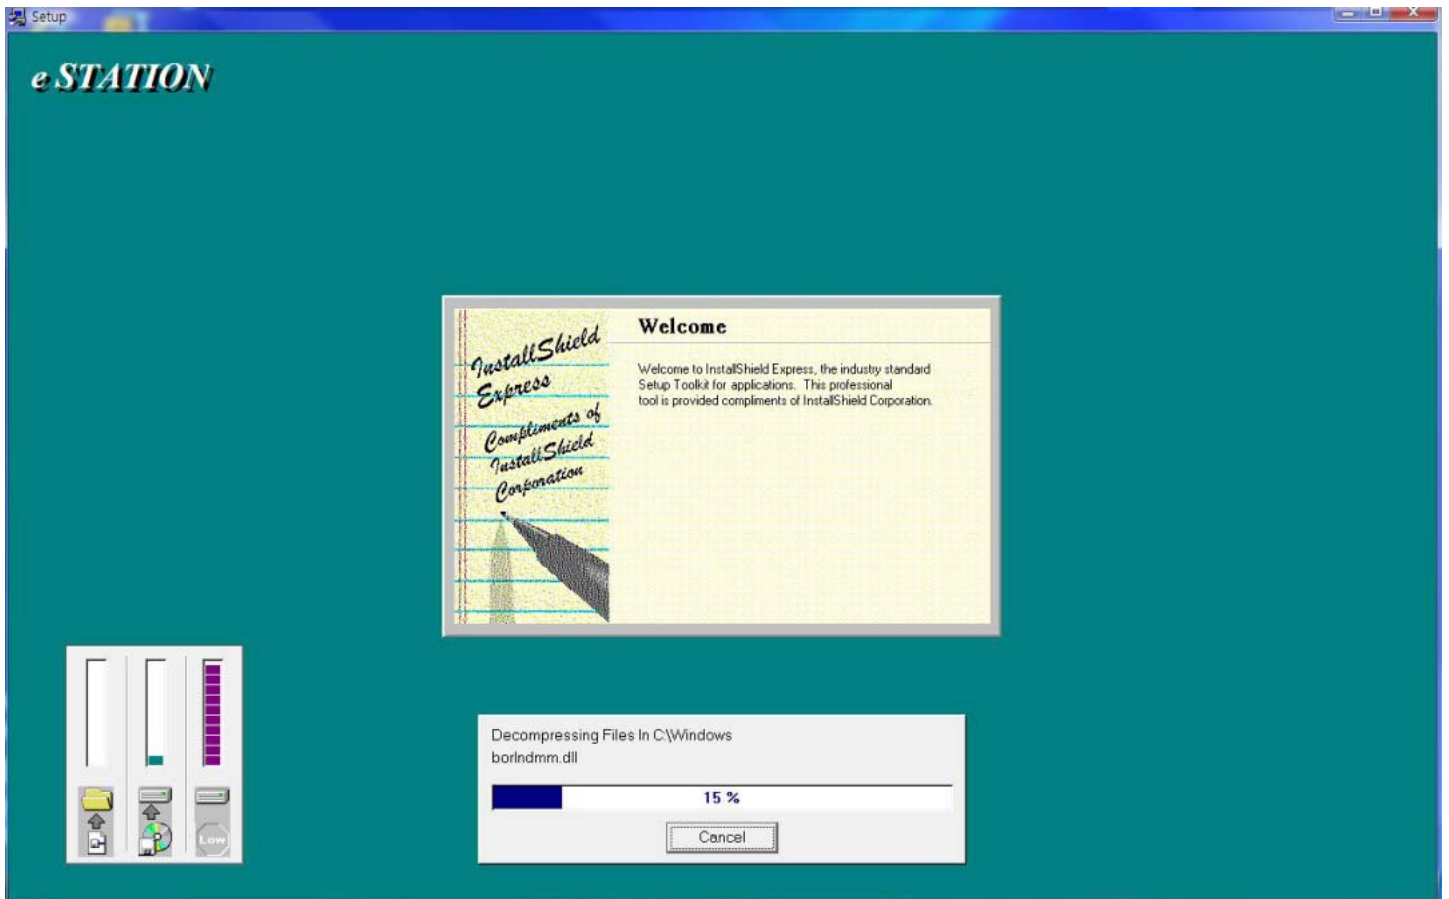 Setup
e STATION
InstallShield
Express
Compliments of
InstallShield
Corporation
Welcome
Welcome to InstallShield Express, the industry standard
Setup Toolkit for applications. This professional
tool is provided compliments of InstallShield Corporation.
Low
Decompressing Files In C:\Windows
borlndmm.dll
15 %
Cancel